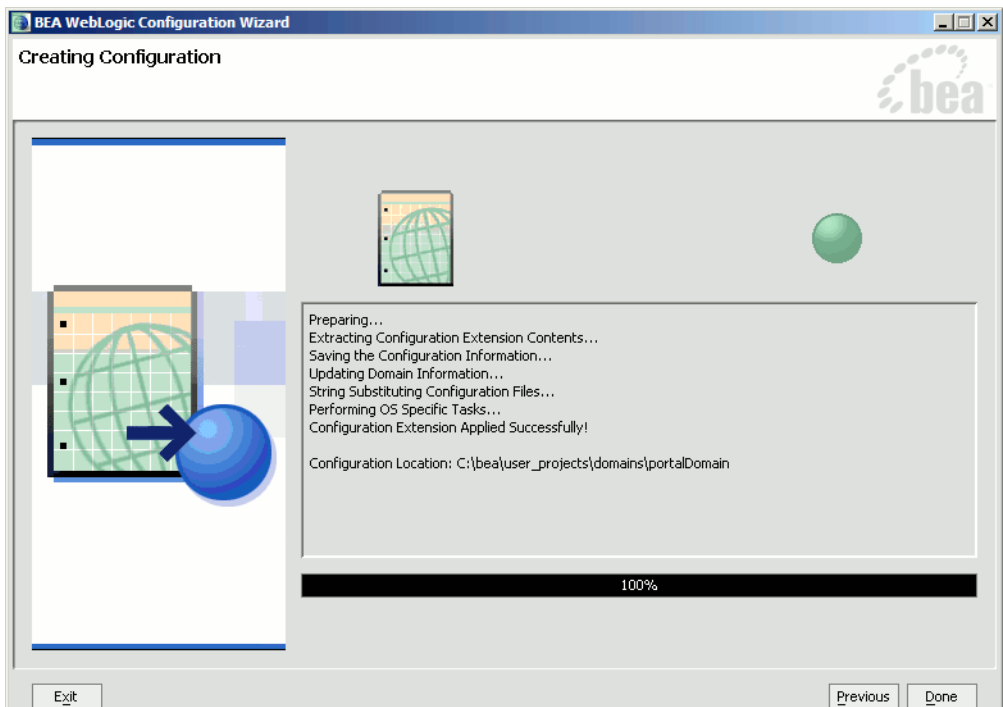 BEA WebLogic Configuration Wizard
Creating Configuration
bea
Preparing...
Extracting Configuration Extension Contents...
Saving the Configuration Information...
Updating Domain Information...
String Substituting Configuration Files...
Performing OS Specific Tasks...
Configuration Extension Applied Successfully!
Configuration Location: C:\bea\user_projects\domains\portalDomain
100%
Exit
Previous
Done